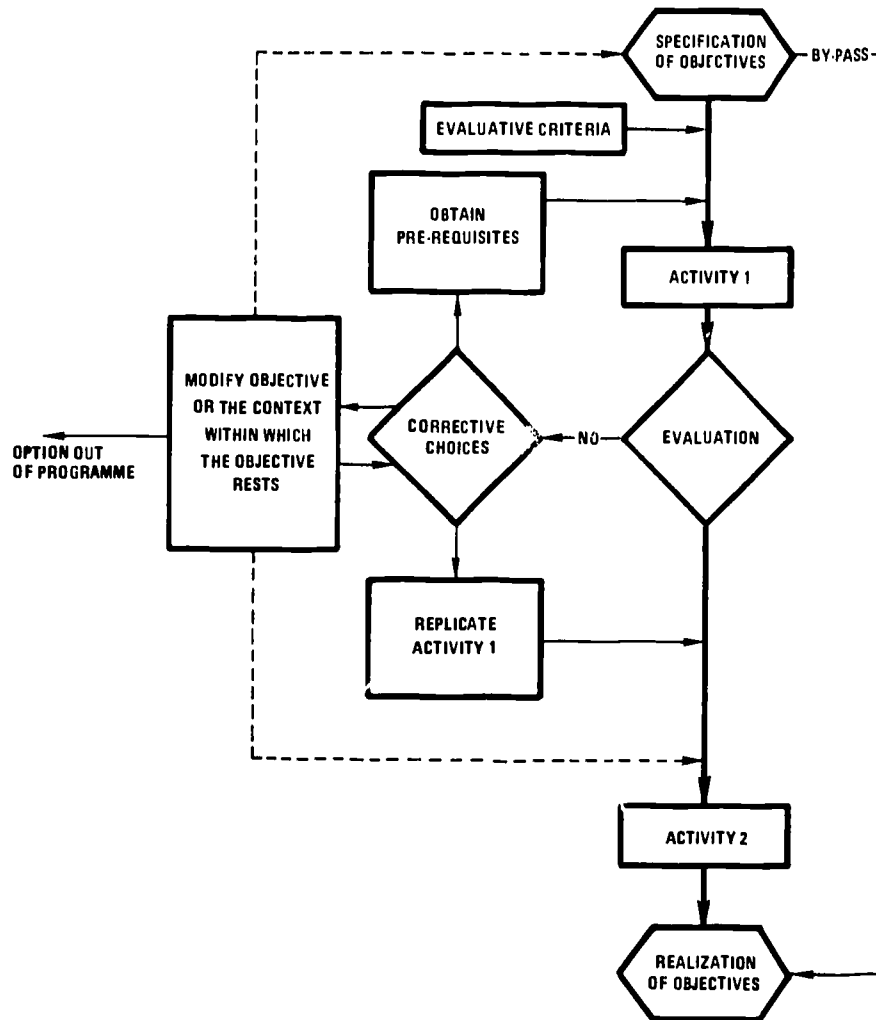 SPECIFICATION
OF OBJECTIVES
BY-PASS
EVALUATIVE CRITERIA
OBTAIN
PRE-REQUISITES
ACTIVITY 1
MODIFY OBJECTIVE
OR THE CONTEXT
WITHIN WHICH
THE OBJECTIVE
RESTS
CORRECTIVE
CHOICES
NO
EVALUATION
OPTION OUT
OF PROGRAMME
REPLICATE
ACTIVITY 1
ACTIVITY 2
REALIZATION
OF OBJECTIVES